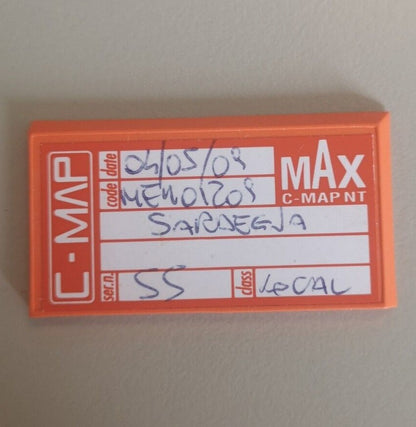 C-MAP
date 04/05/09
MAX
C-MAP NT
code MEM01209
SARDEGNA
ser.n. 55
class LOCAL